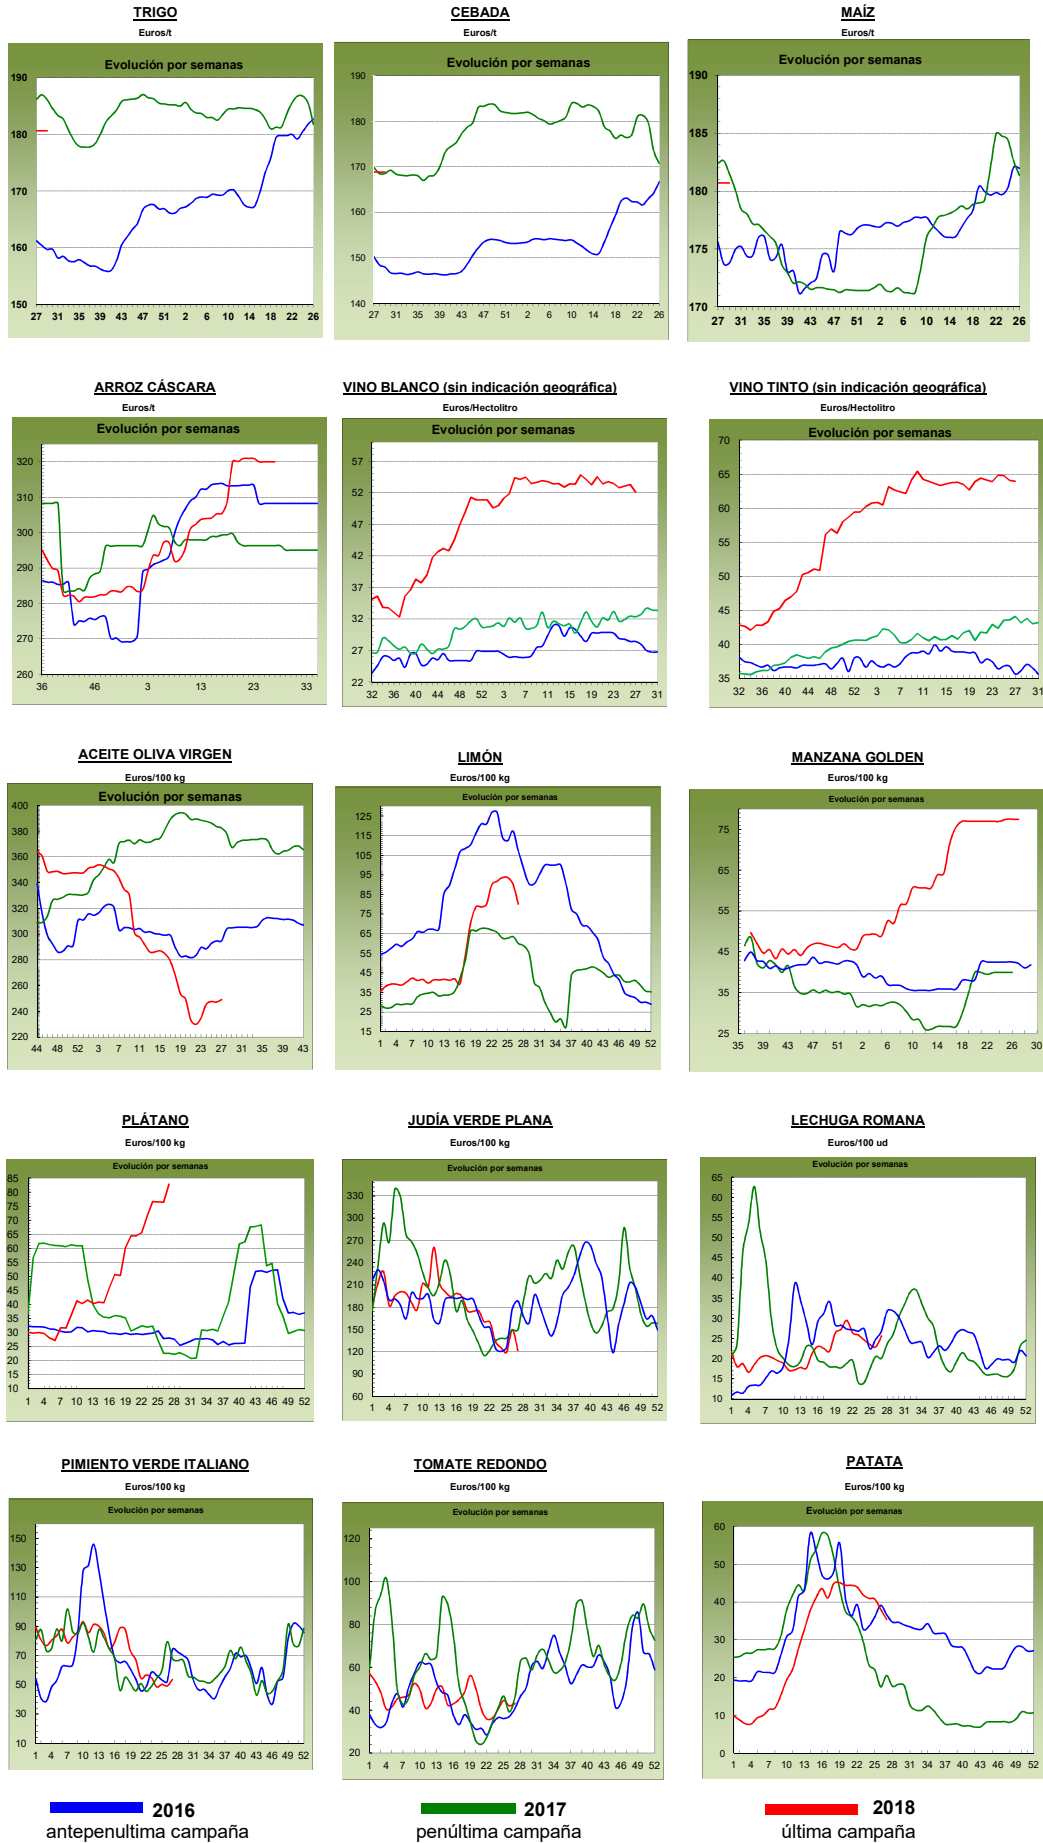 TRIGO
Euros/t
Evolución por semanas
190
180
170
160
150
27 31 35 39 43 47 51 2 6 10 14 18 22 26
CEBADA
Euros/t
Evolución por semanas
190
180
170
160
150
140
27 31 35 39 43 47 51 2 6 10 14 18 22 26
MAÍZ
Euros/t
Evolución por semanas
190
185
180
175
170
27 31 35 39 43 47 51 2 6 10 14 18 22 26
ARROZ CÁSCARA
Euros/t
Evolución por semanas
320
310
300
290
280
270
260
36 46 3 13 23 33
VINO BLANCO (sin indicación geográfica)
Euros/Hectolitro
Evolución por semanas
57
52
47
42
37
32
27
22
32 36 40 44 48 52 3 7 11 15 19 23 27 31
VINO TINTO (sin indicación geográfica)
Euros/Hectolitro
Evolución por semanas
70
65
60
55
50
45
40
35
32 36 40 44 48 52 3 7 11 15 19 23 27 31
ACEITE OLIVA VIRGEN
Euros/100 kg
Evolución por semanas
400
380
360
340
320
300
280
260
240
220
44 48 52 3 7 11 15 19 23 27 31 35 39 43
LIMÓN
Euros/100 kg
Evolución por semanas
125
105
85
65
45
35
15
1 4 7 10 13 16 19 22 25 28 31 34 37 40 43 46 49 52
MANZANA GOLDEN
Euros/100 kg
Evolución por semanas
75
65
55
45
35
25
35 39 43 47 51 2 6 10 14 18 22 26 30
PLÁTANO
Euros/100 kg
Evolución por semanas
85
80
75
70
65
60
55
50
45
40
35
30
25
20
15
10
1 4 7 10 13 16 19 22 25 28 31 34 37 40 43 46 49 52
JUDÍA VERDE PLANA
Euros/100 kg
Evolución por semanas
330
300
270
240
210
180
150
120
90
60
1 4 7 10 13 16 19 22 25 28 31 34 37 40 43 46 49 52
LECHUGA ROMANA
Euros/100 ud
Evolución por semanas
65
60
55
50
45
40
35
30
25
20
15
10
1 4 7 10 13 16 19 22 25 28 31 34 37 40 43 46 49 52
PIMIENTO VERDE ITALIANO
Euros/100 kg
Evolución por semanas
150
130
110
90
70
50
30
10
1 4 7 10 13 16 19 22 25 28 31 34 37 40 43 46 49 52
TOMATE REDONDO
Euros/100 kg
Evolución por semanas
120
100
80
60
40
20
1 4 7 10 13 16 19 22 25 28 31 34 37 40 43 46 49 52
PATATA
Euros/100 kg
Evolución por semanas
60
50
40
30
20
10
0
1 4 7 10 13 16 19 22 25 28 31 34 37 40 43 46 49 52
2016
antepenultima campaña
2017
penúltima campaña
2018
última campaña